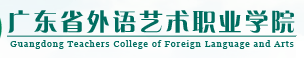 广东省外语艺术职业学院
Guangdong Teachers College of Foreign Language and Arts